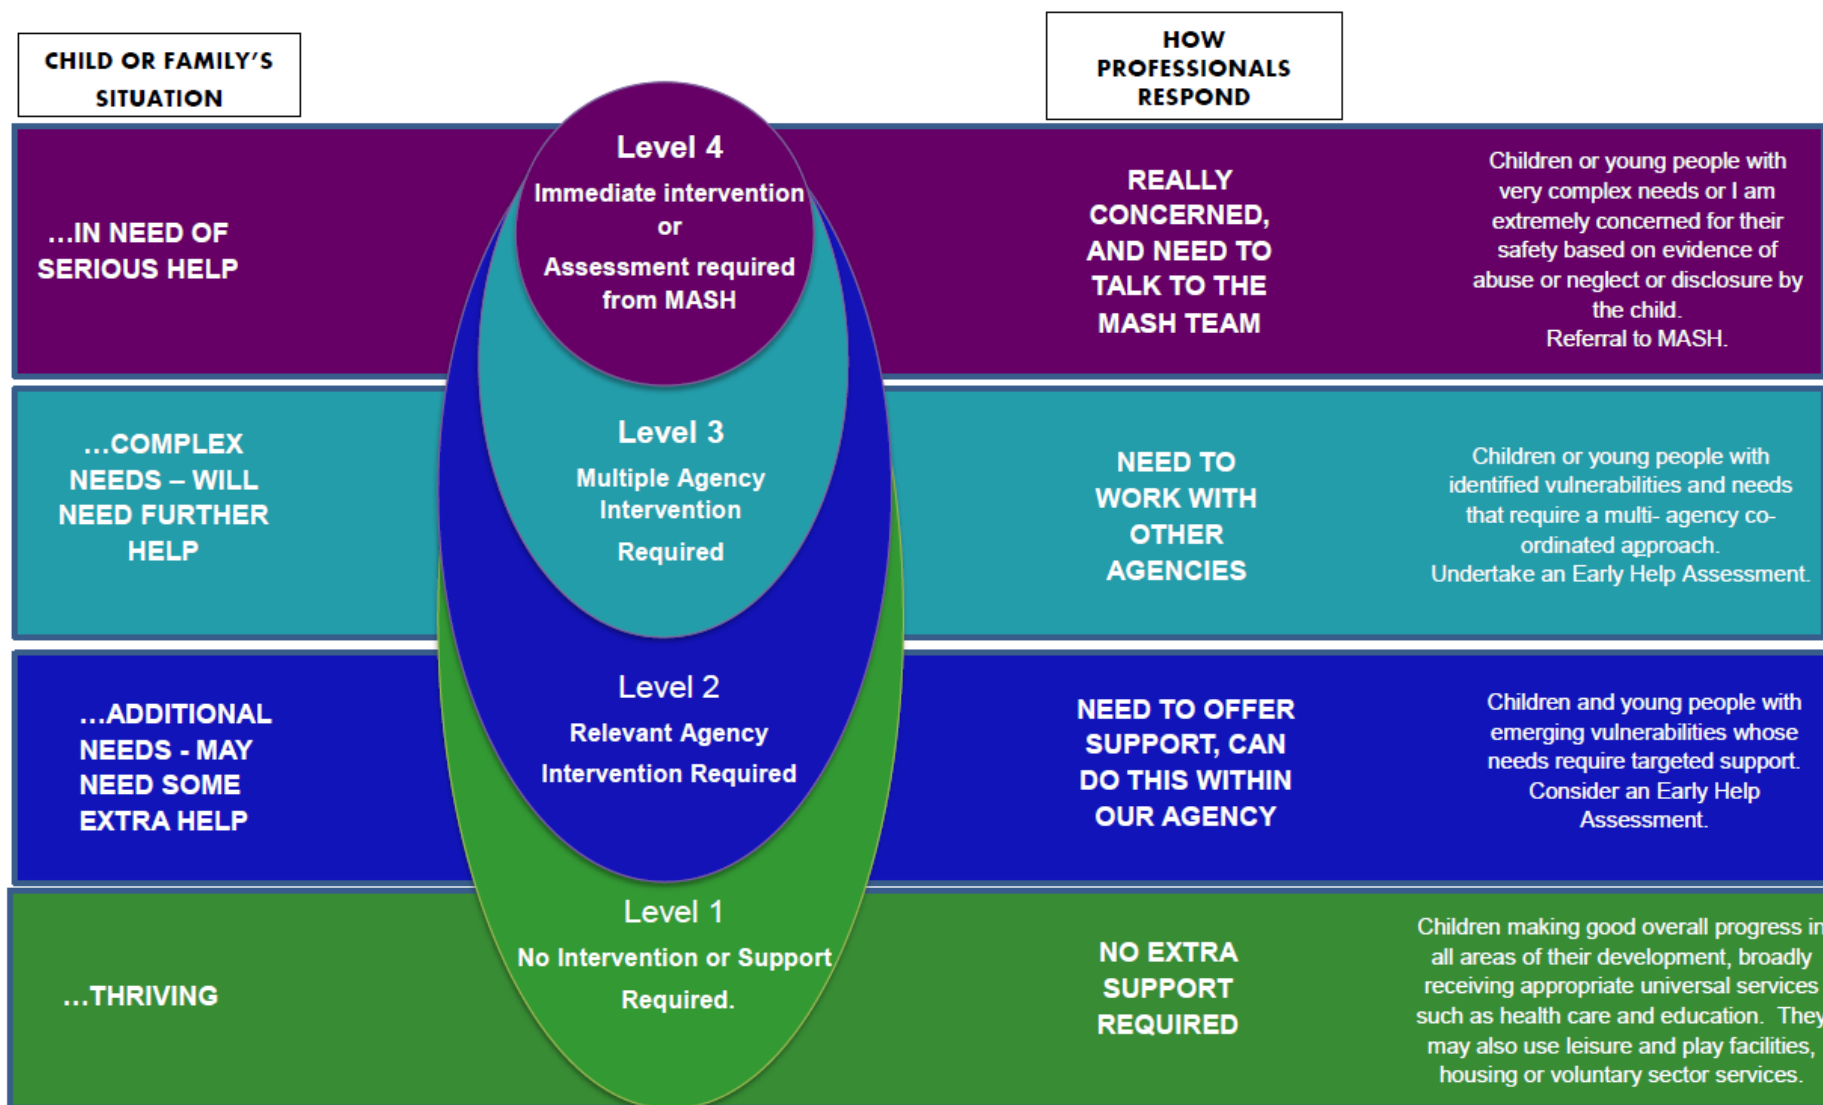 CHILD OR FAMILY'S
SITUATION
HOW
PROFESSIONALS
RESPOND
...IN NEED OF
SERIOUS HELP
Level 4
Immediate intervention
or
Assessment required
from MASH
REALLY
CONCERNED,
AND NEED TO
TALK TO THE
MASH TEAM
Children or young people with
very complex needs or I am
extremely concerned for their
safety based on evidence of
abuse or neglect or disclosure by
the child.
Referral to MASH.
...COMPLEX
NEEDS – WILL
NEED FURTHER
HELP
Level 3
Multiple Agency
Intervention
Required
NEED TO
WORK WITH
OTHER
AGENCIES
Children or young people with
identified vulnerabilities and needs
that require a multi- agency co-
ordinated approach.
Undertake an Early Help Assessment.
...ADDITIONAL
NEEDS - MAY
NEED SOME
EXTRA HELP
Level 2
Relevant Agency
Intervention Required
NEED TO OFFER
SUPPORT, CAN
DO THIS WITHIN
OUR AGENCY
Children and young people with
emerging vulnerabilities whose
needs require targeted support.
Consider an Early Help
Assessment.
...THRIVING
Level 1
No Intervention or Support
Required.
NO EXTRA
SUPPORT
REQUIRED
Children making good overall progress in
all areas of their development, broadly
receiving appropriate universal services
such as health care and education. They
may also use leisure and play facilities,
housing or voluntary sector services.